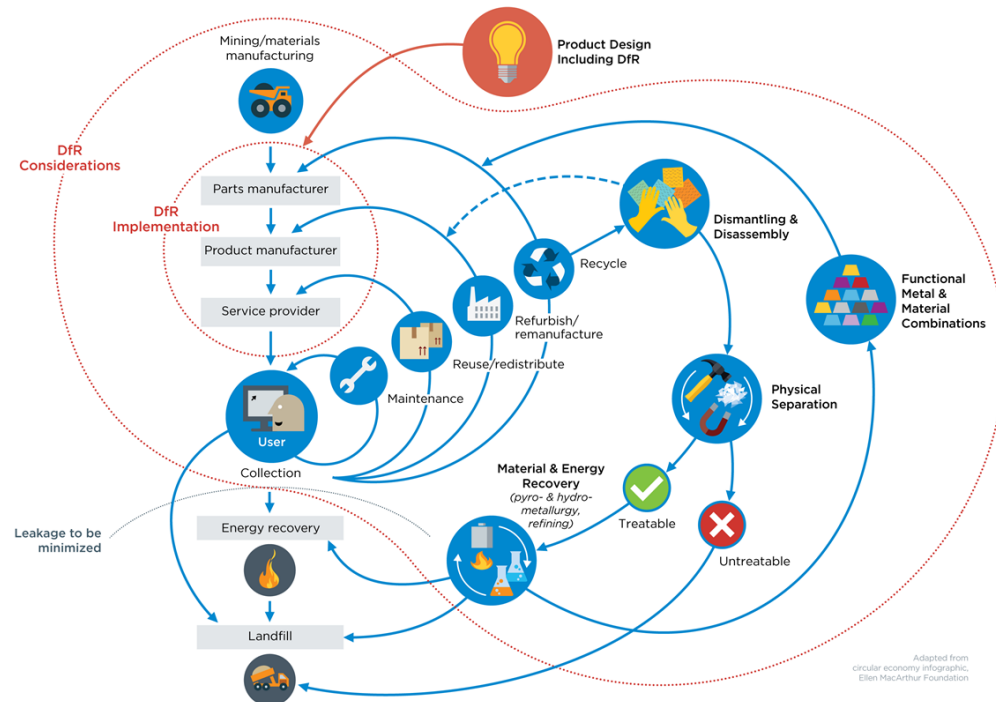 Mining/materials
manufacturing
Product Design
Including DfR
DfR
Considerations
Parts manufacturer
DfR
Implementation
Product manufacturer
Service provider
Dismantling &
Disassembly
Recycle
Functional
Metal &
Material
Combinations
Refurbish/
remanufacture
Reuse/redistribute
Maintenance
Physical
Separation
User
Collection
Material & Energy
Recovery
(pyro- & hydro-
metallurgy,
refining)
Treatable
Untreatable
Leakage to be
minimized
Energy recovery
Landfill
Adapted from
circular economy infographic,
Ellen MacArthur Foundation